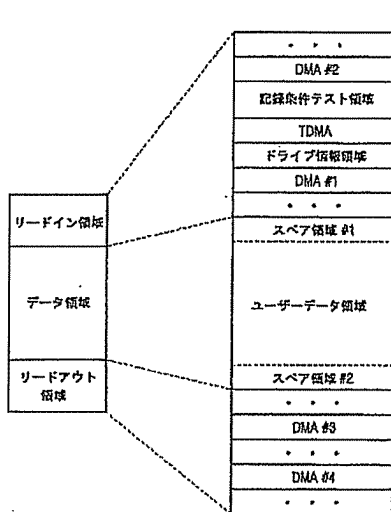 リードイン領域
データ領域
リードアウト
領域
・・・
DMA #2
記録条件テスト領域
TDMA
ドライブ情報領域
DMA #1
・・・
スペア領域 #1
ユーザーデータ領域
スペア領域 #2
・・・
DMA #3
・・・
DMA #4
・・・